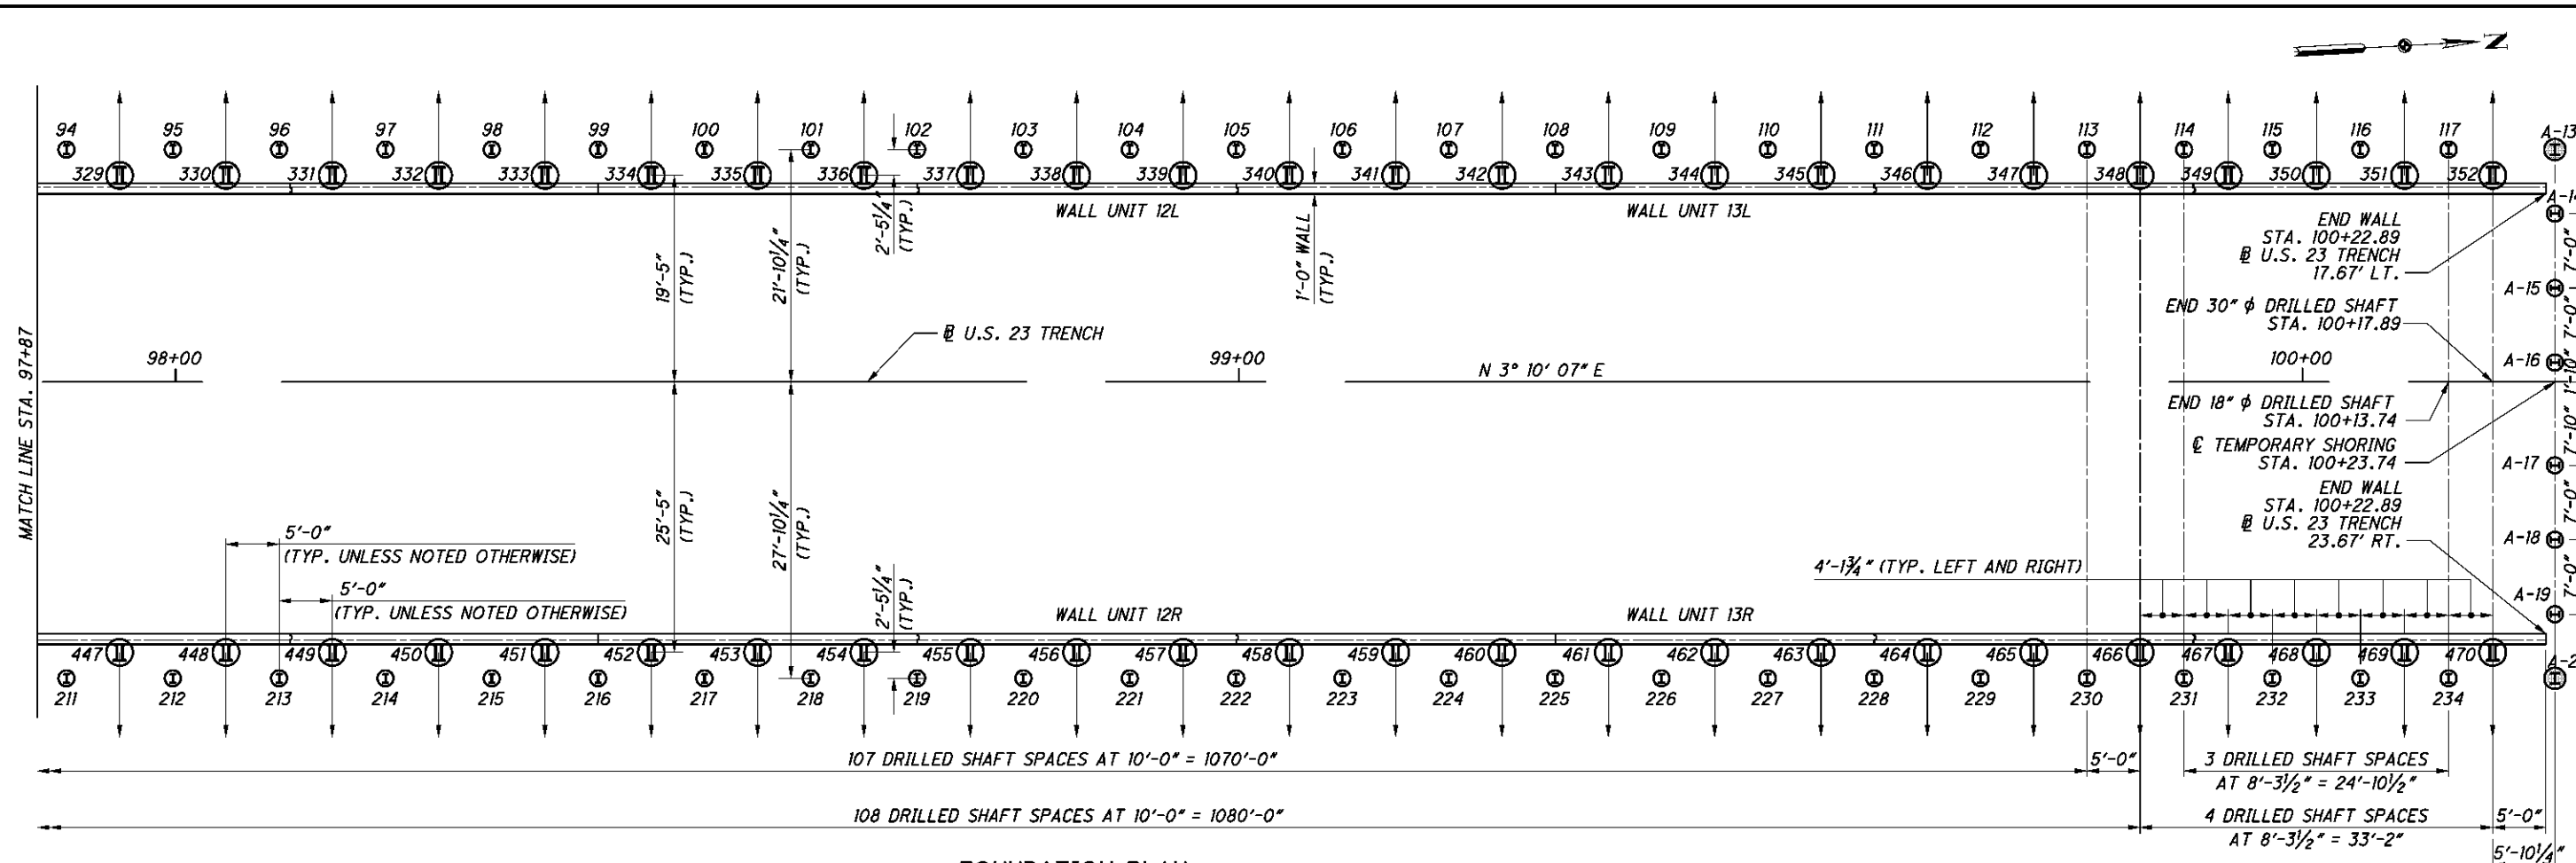 N
94 95 96 97 98 99 100 101 102 103 104 105 106 107 108 109 110 111 112 113 114 115 116 117 A-13
329 330 331 332 333 334 335 336 337 338 339 340 341 342 343 344 345 346 347 348 349 350 351 352
WALL UNIT 12L
WALL UNIT 13L
19'-5"
(TYP.)
21'-10¼"
(TYP.)
2'-5¼"
(TYP.)
1'-0" WALL
(TYP.)
END WALL
STA. 100+22.89
℄ U.S. 23 TRENCH
17.67' LT.
7'-0"
A-15
END 30" φ DRILLED SHAFT
STA. 100+17.89
7'-0"
A-16
MATCH LINE STA. 97+87
98+00
℄ U.S. 23 TRENCH
99+00
N 3° 10' 07" E
100+00
1'-10"
END 18" φ DRILLED SHAFT
STA. 100+13.74
℄ TEMPORARY SHORING
STA. 100+23.74
7'-10"
A-17
END WALL
STA. 100+22.89
℄ U.S. 23 TRENCH
23.67' RT.
7'-0"
A-18
7'-0"
A-19
25'-5"
(TYP.)
27'-10¼"
(TYP.)
2'-5¼"
(TYP.)
5'-0"
(TYP. UNLESS NOTED OTHERWISE)
5'-0"
(TYP. UNLESS NOTED OTHERWISE)
4'-1¾" (TYP. LEFT AND RIGHT)
WALL UNIT 12R
WALL UNIT 13R
447 448 449 450 451 452 453 454 455 456 457 458 459 460 461 462 463 464 465 466 467 468 469 470
211 212 213 214 215 216 217 218 219 220 221 222 223 224 225 226 227 228 229 230 231 232 233 234
107 DRILLED SHAFT SPACES AT 10'-0" = 1070'-0"
5'-0"
3 DRILLED SHAFT SPACES
AT 8'-3½" = 24'-10½"
108 DRILLED SHAFT SPACES AT 10'-0" = 1080'-0"
4 DRILLED SHAFT SPACES
AT 8'-3½" = 33'-2"
5'-0"
5'-10¼"